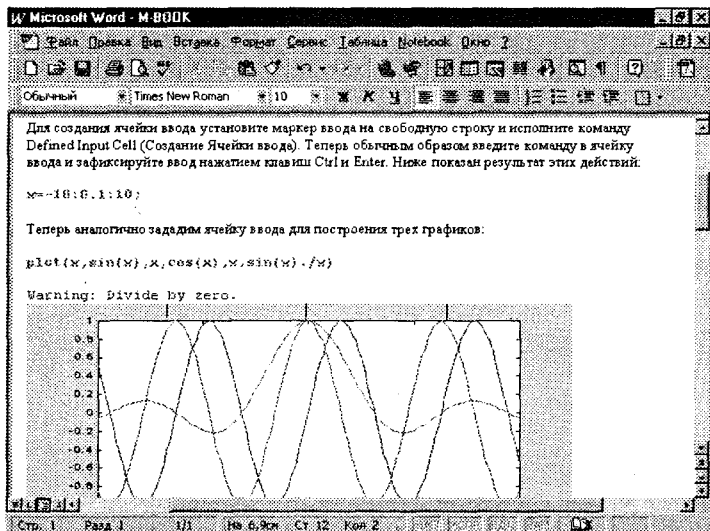 Microsoft Word - M-BOOK
Файл Правка Вид Вставка Формат Сервис Таблица Notebook Окно ?
Обычный Times New Roman 10 Ж К Ч
Для создания ячейки ввода установите маркер ввода на свободную строку и исполните команду
Defined Input Cell (Создание Ячейки ввода). Теперь обычным образом введите команду в ячейку
ввода и зафиксируйте ввод нажатием клавиш Ctrl и Enter. Ниже показан результат этих действий:
x=-10:0.1:10;
Теперь аналогично зададим ячейку ввода для построения трех графиков:
plot(x,sin(x),x,cos(x),x,sin(x)./x)
Warning: Divide by zero.
1
0.8
0.6
0.4
0.2
0
-0.2
-0.4
-0.6
-0.8
Стр. 1 Разд 1 1/1 На 6,9см Ст 12 Кол 2